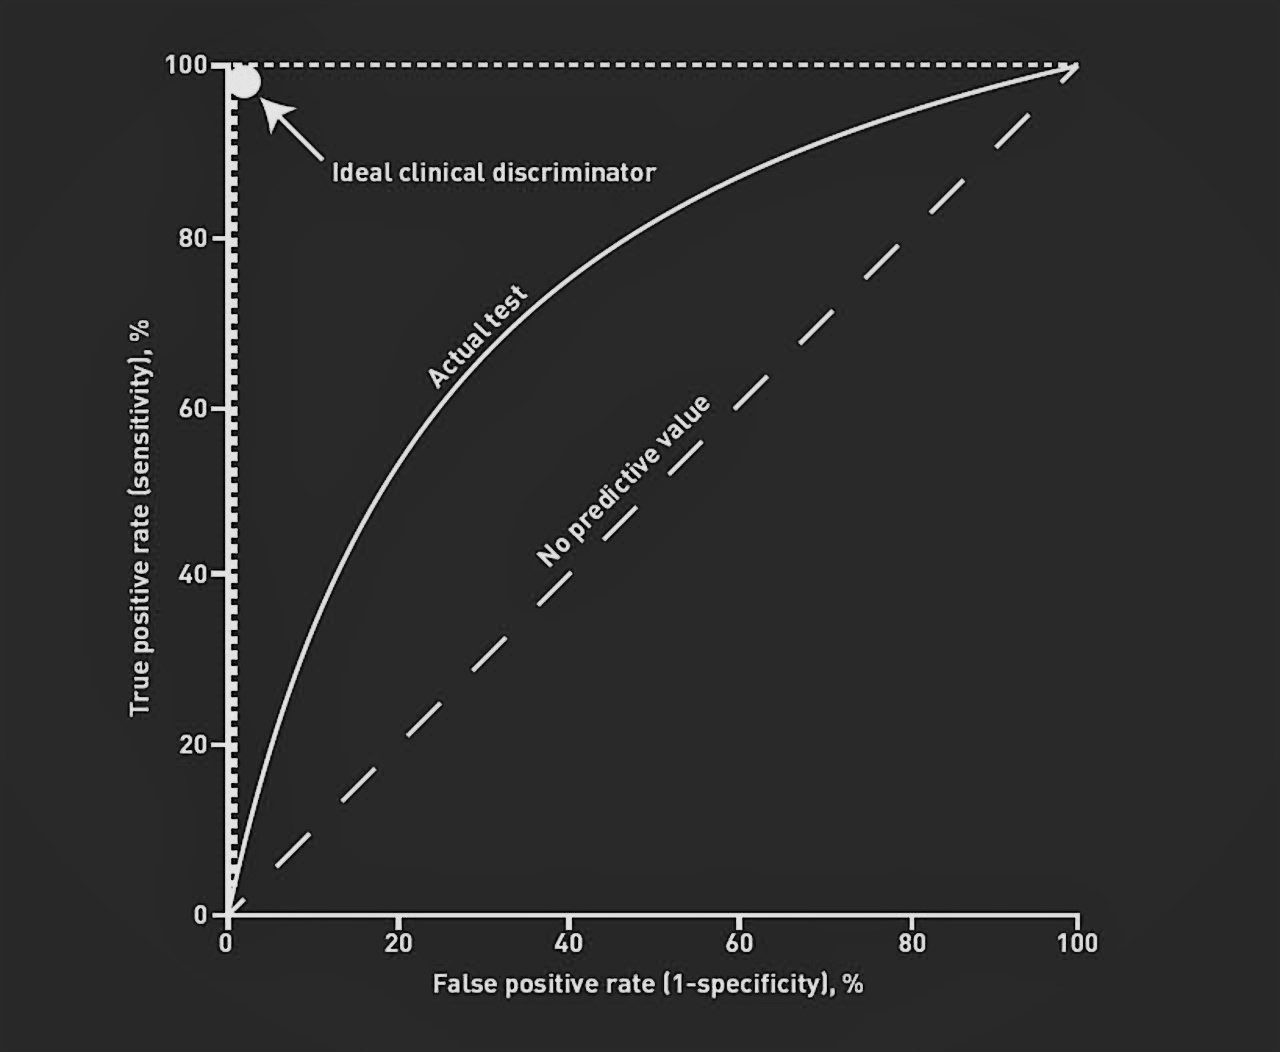 100
Ideal clinical discriminator
80
Actual test
60
No predictive value
40
20
0
True positive rate (sensitivity), %
0 20 40 60 80 100
False positive rate (1-specificity), %